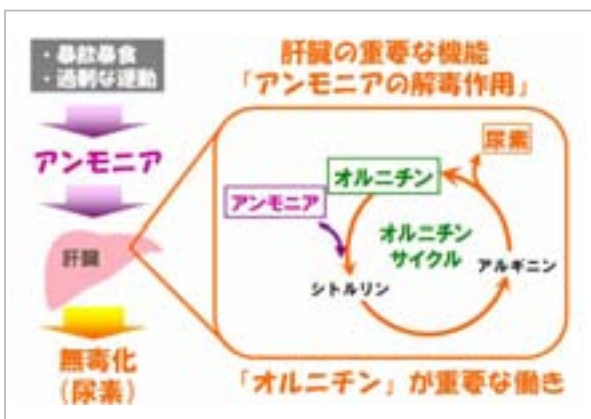 ・暴飲暴食
・過剰な運動
アンモニア
肝臓
無毒化
(尿素)
肝臓の重要な機能
「アンモニアの解毒作用」
尿素
オルニチン
アンモニア
オルニチン
サイクル
アルギニン
シトルリン
「オルニチン」が重要な働き